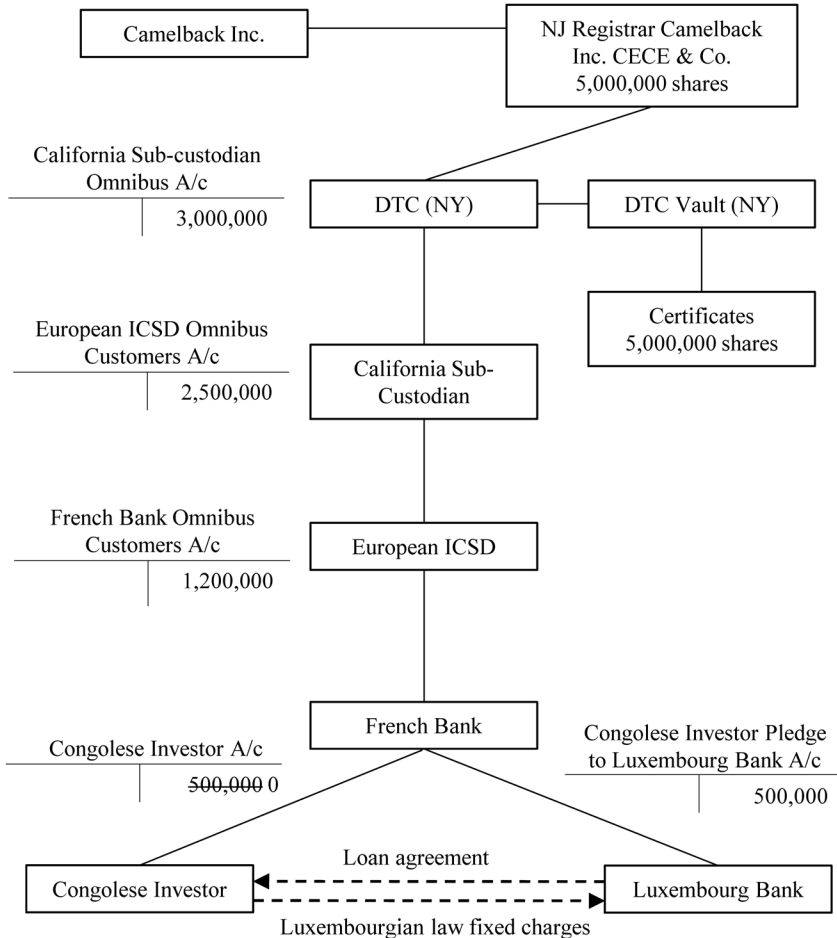 Camelback Inc.
NJ Registrar Camelback
Inc. CECE & Co.
5,000,000 shares
California Sub-custodian
Omnibus A/c
3,000,000
DTC (NY)
DTC Vault (NY)
Certificates
5,000,000 shares
European ICSD Omnibus
Customers A/c
2,500,000
California Sub-
Custodian
French Bank Omnibus
Customers A/c
1,200,000
European ICSD
French Bank
Congolese Investor A/c
500,000 0
Congolese Investor Pledge
to Luxembourg Bank A/c
500,000
Loan agreement
Congolese Investor
Luxembourg Bank
Luxembourgian law fixed charges